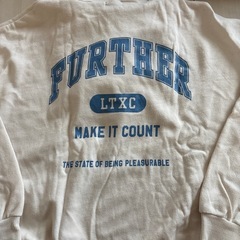 FURTHER
LTXC
MAKE IT COUNT
THE STATE OF BEING PLEASURABLE